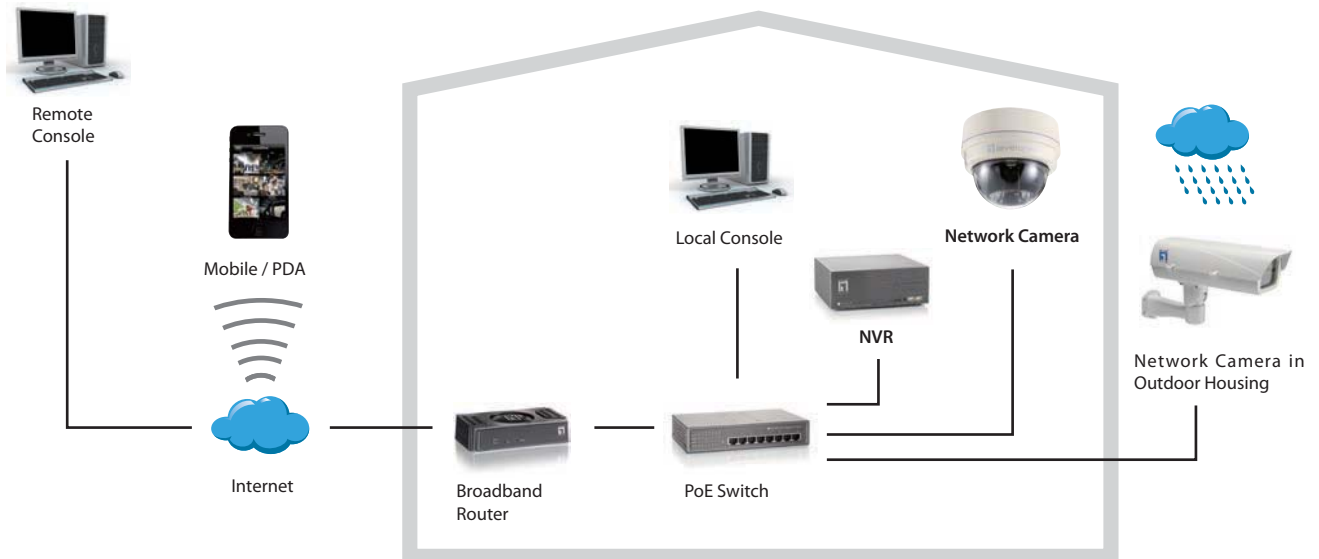 Remote
Console
Mobile / PDA
Internet
Broadband
Router
Local Console
PoE Switch
NVR
Network Camera
Network Camera in
Outdoor Housing